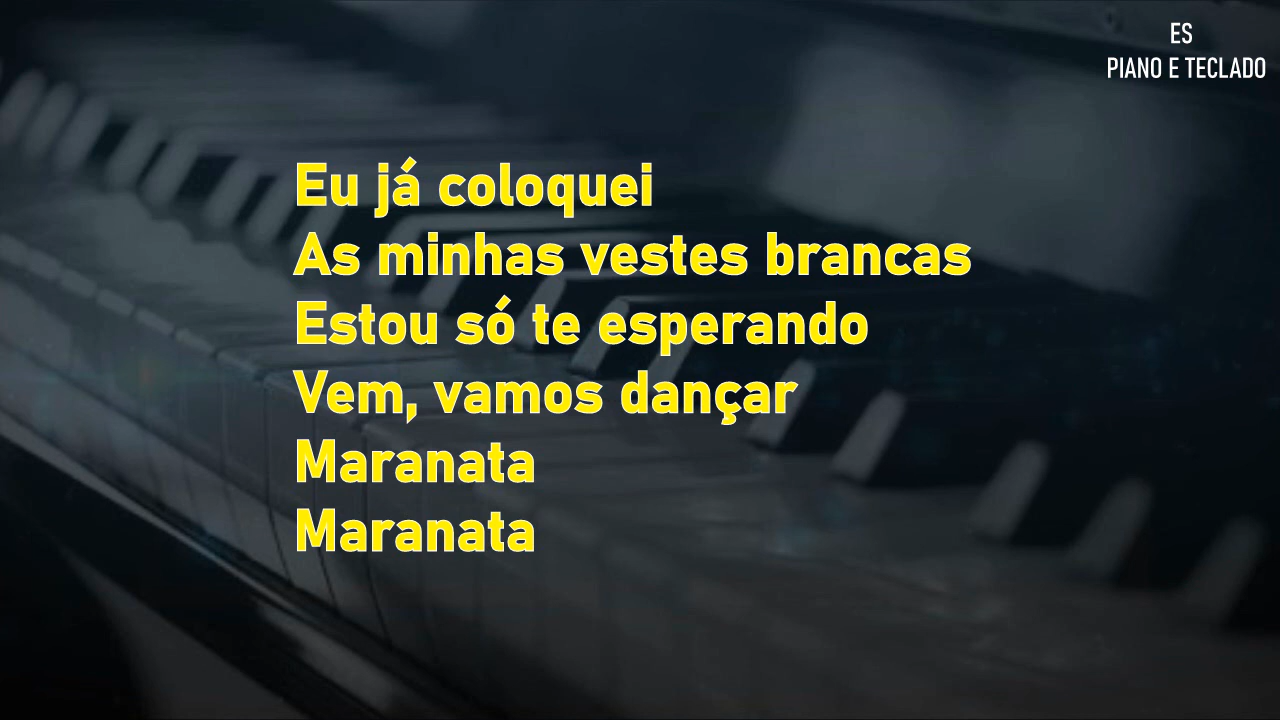 ES
PIANO E TECLADO
Eu já coloquei
As minhas vestes brancas
Estou só te esperando
Vem, vamos dançar
Maranata
Maranata